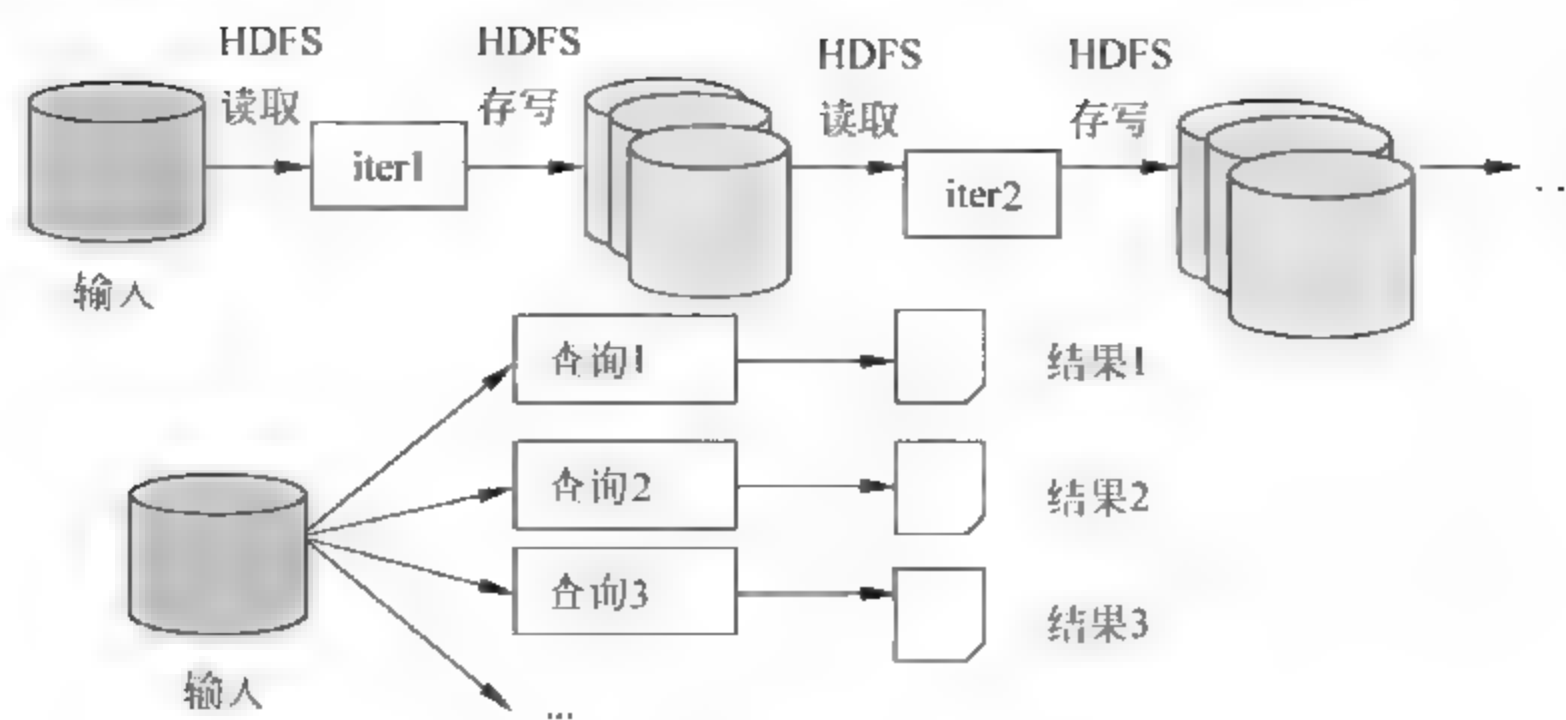 HDFS
读取
HDFS
存写
HDFS
读取
HDFS
存写
iter1
iter2
...
输入
查询1
结果1
查询2
结果2
查询3
结果3
输入
...